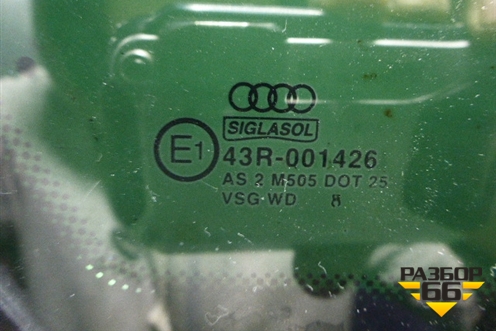 SIGLASOL
E1
43R-001426
AS 2 M505 DOT 25
VSG WD 8
РАЗБОР
66